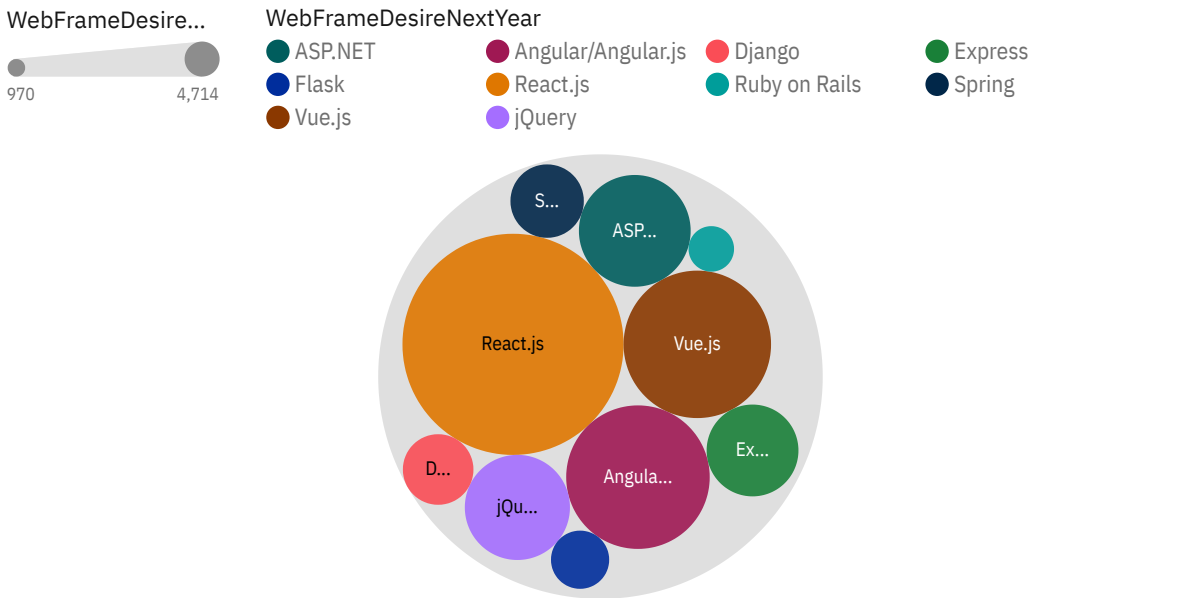 WebFrameDesire...
970 4,714
WebFrameDesireNextYear
ASP.NET Angular/Angular.js Django Express
Flask React.js Ruby on Rails Spring
Vue.js jQuery
S...
ASP...
React.js
Vue.js
Ex...
D...
Angula...
jQu...